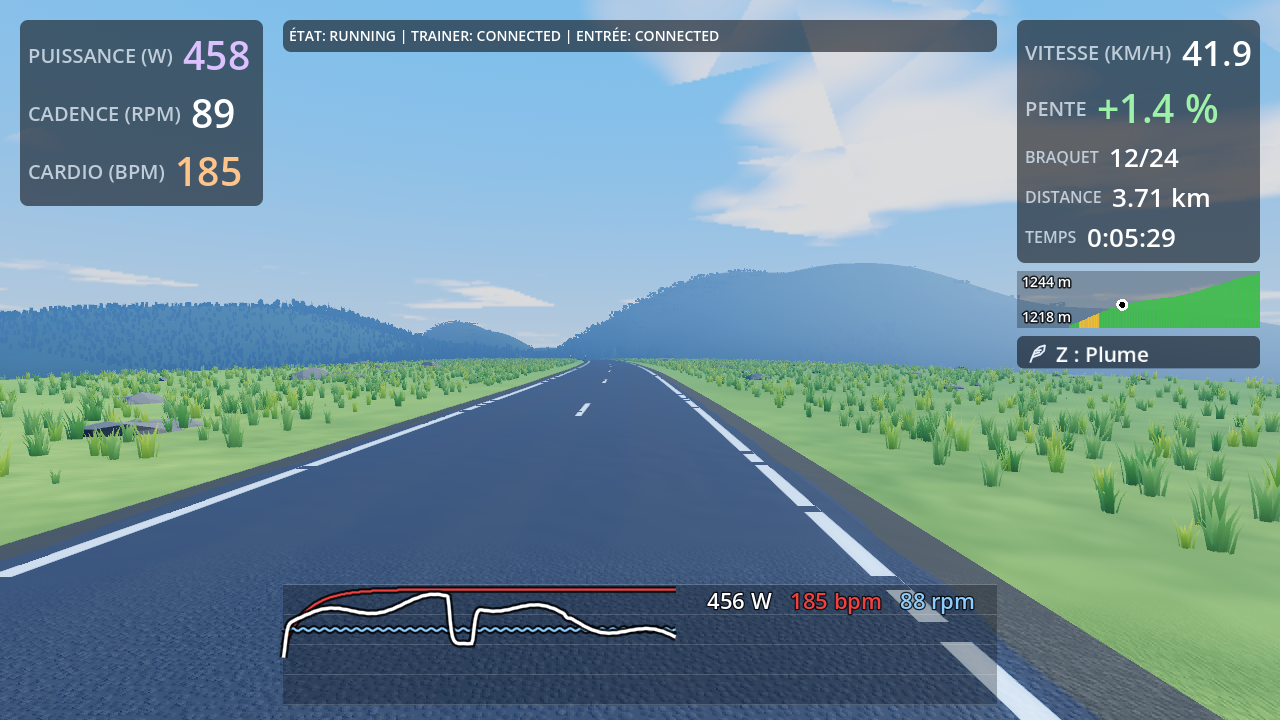 PUISSANCE (W) 458
CADENCE (RPM) 89
CARDIO (BPM) 185
ÉTAT: RUNNING | TRAINER: CONNECTED | ENTRÉE: CONNECTED
VITESSE (KM/H) 41.9
PENTE +1.4 %
BRAQUET 12/24
DISTANCE 3.71 km
TEMPS 0:05:29
1244 m
1218 m
Z : Plume
456 W 185 bpm 88 rpm